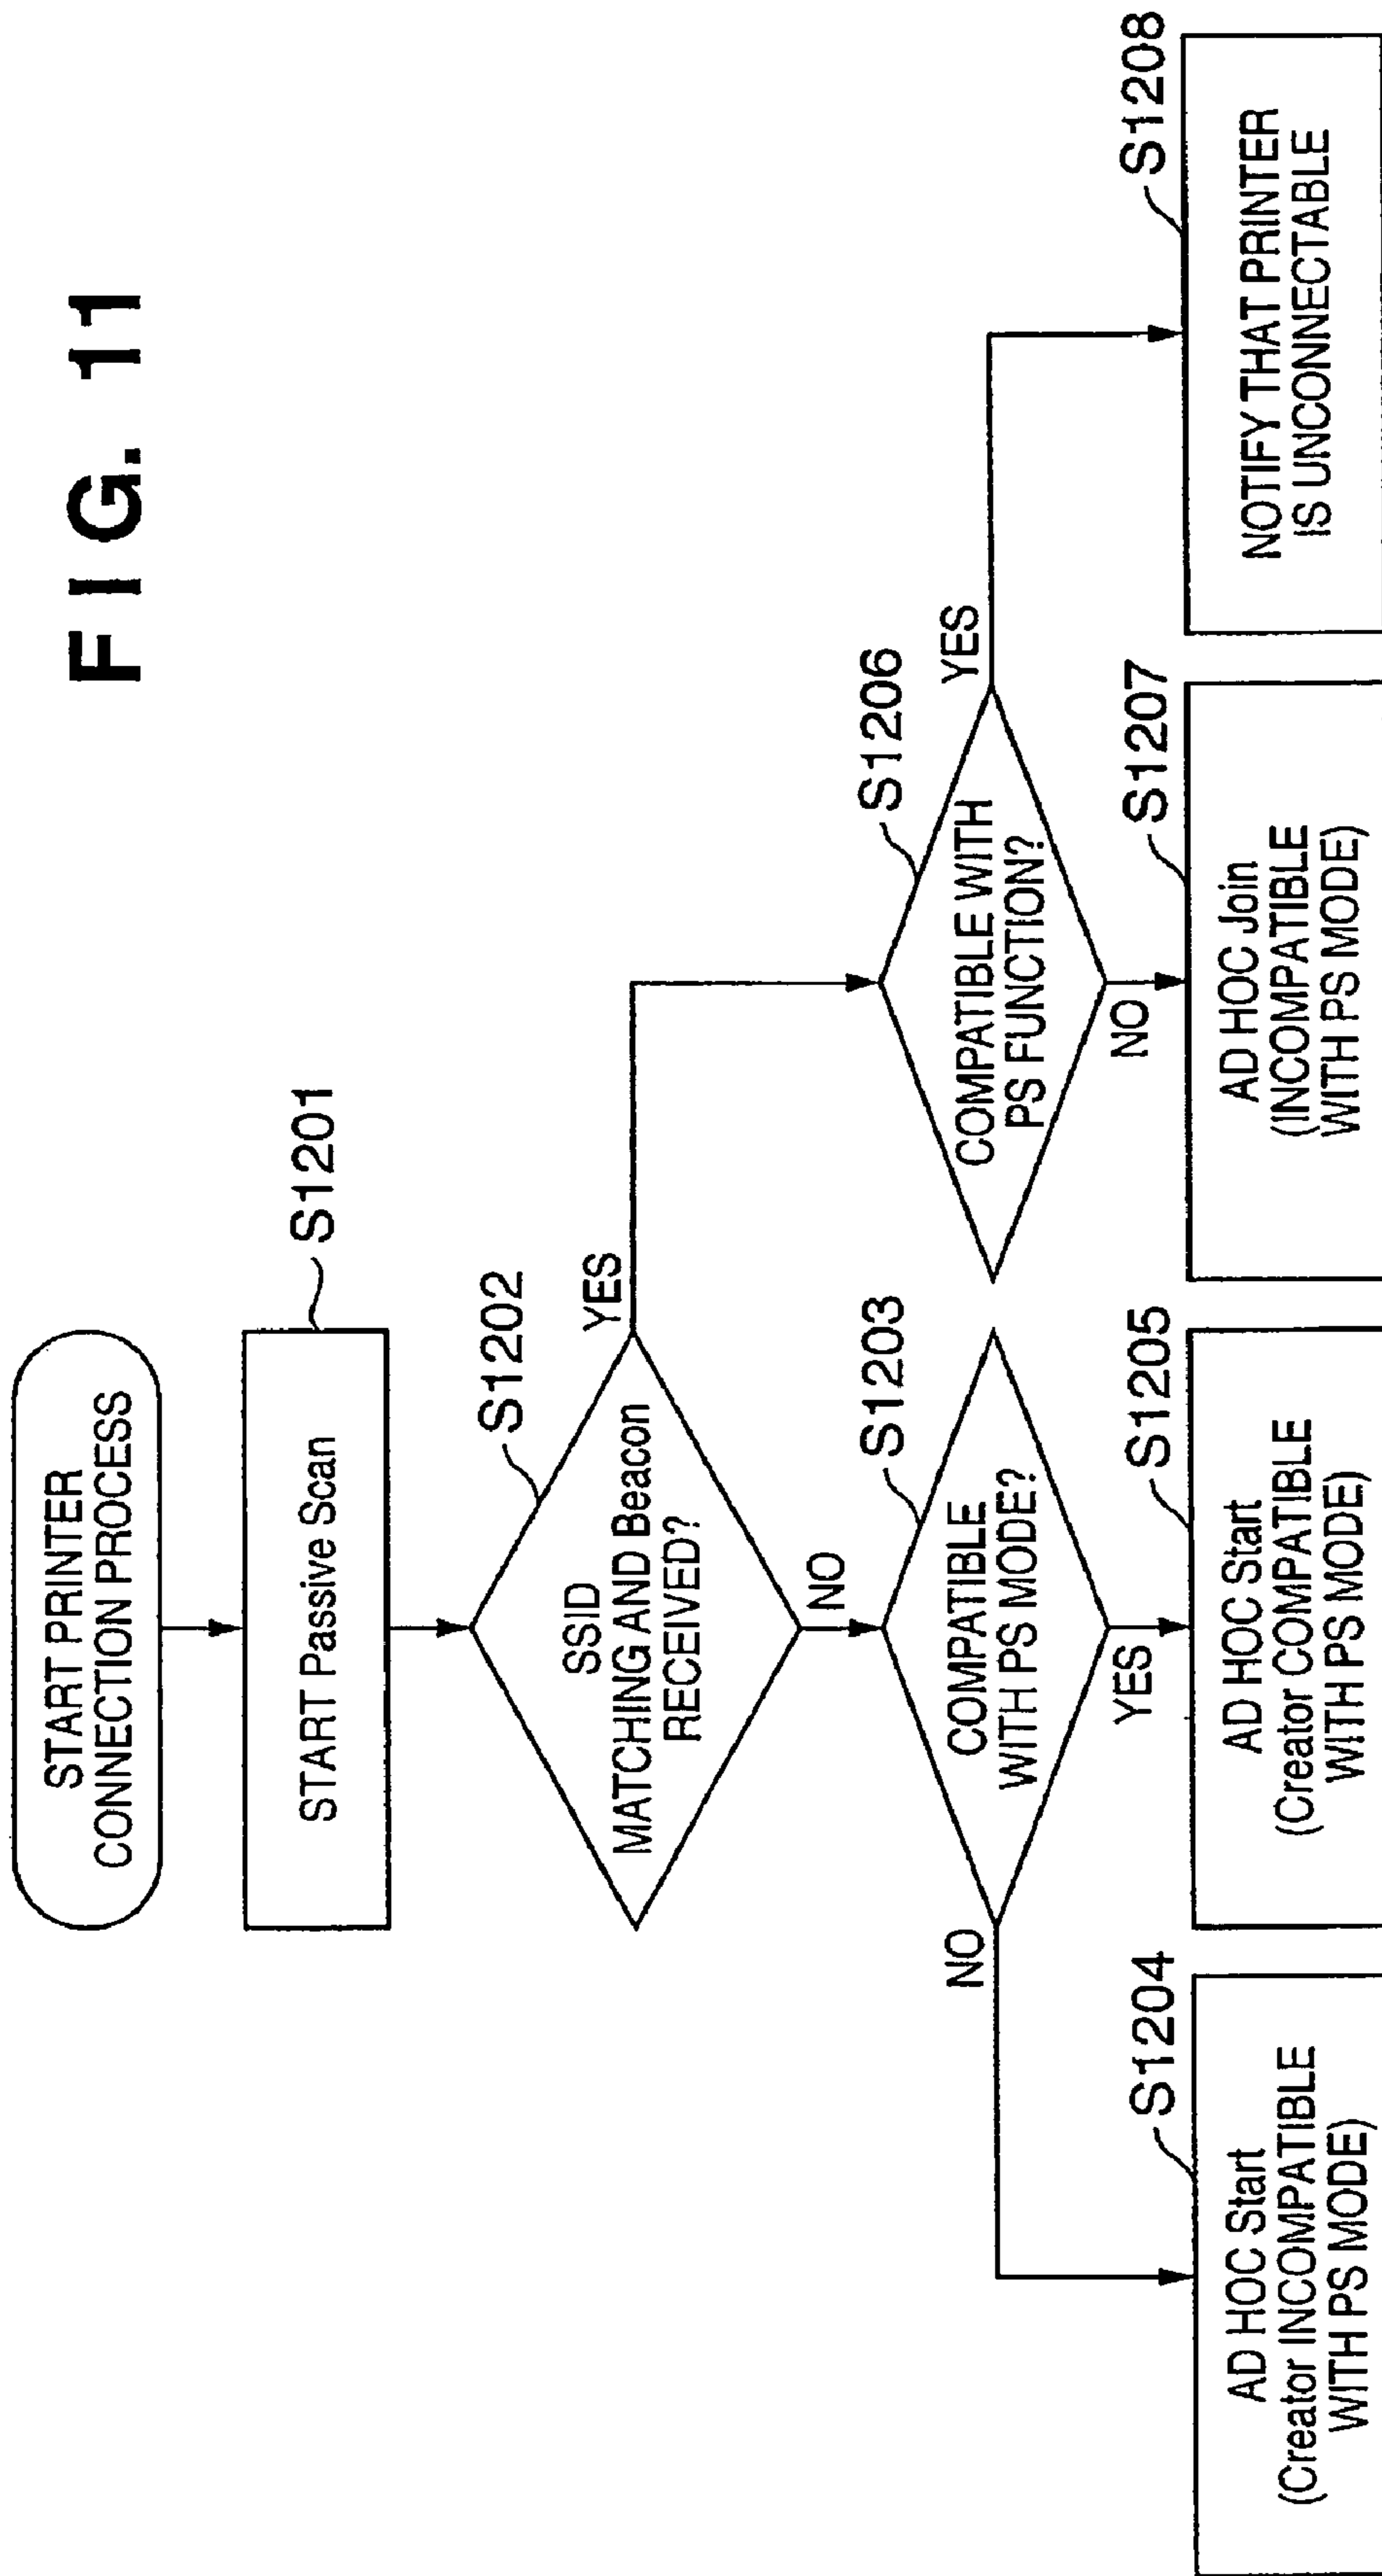 FIG. 11
START PRINTER
CONNECTION PROCESS
START Passive Scan
S1201
SSID
MATCHING AND Beacon
RECEIVED?
S1202
YES
NO
COMPATIBLE
WITH PS MODE?
S1203
NO
YES
COMPATIBLE WITH
PS FUNCTION?
S1206
YES
NO
AD HOC Start
(Creator INCOMPATIBLE
WITH PS MODE)
S1204
AD HOC Start
(Creator COMPATIBLE
WITH PS MODE)
S1205
AD HOC Join
(INCOMPATIBLE
WITH PS MODE)
S1207
NOTIFY THAT PRINTER
IS UNCONNECTABLE
S1208